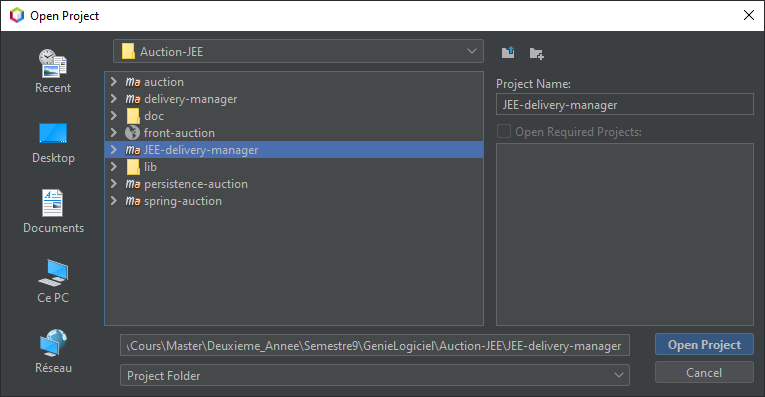 Open Project
Auction-JEE
Recent
Desktop
Documents
Ce PC
Réseau
ma auction
ma delivery-manager
doc
front-auction
ma JEE-delivery-manager
lib
ma persistence-auction
ma spring-auction
Project Name:
JEE-delivery-manager
Open Required Projects:
\Cours\Master\Deuxieme_Annee\Semestre9\GenieLogiciel\Auction-JEE\JEE-delivery-manager
Open Project
Project Folder
Cancel